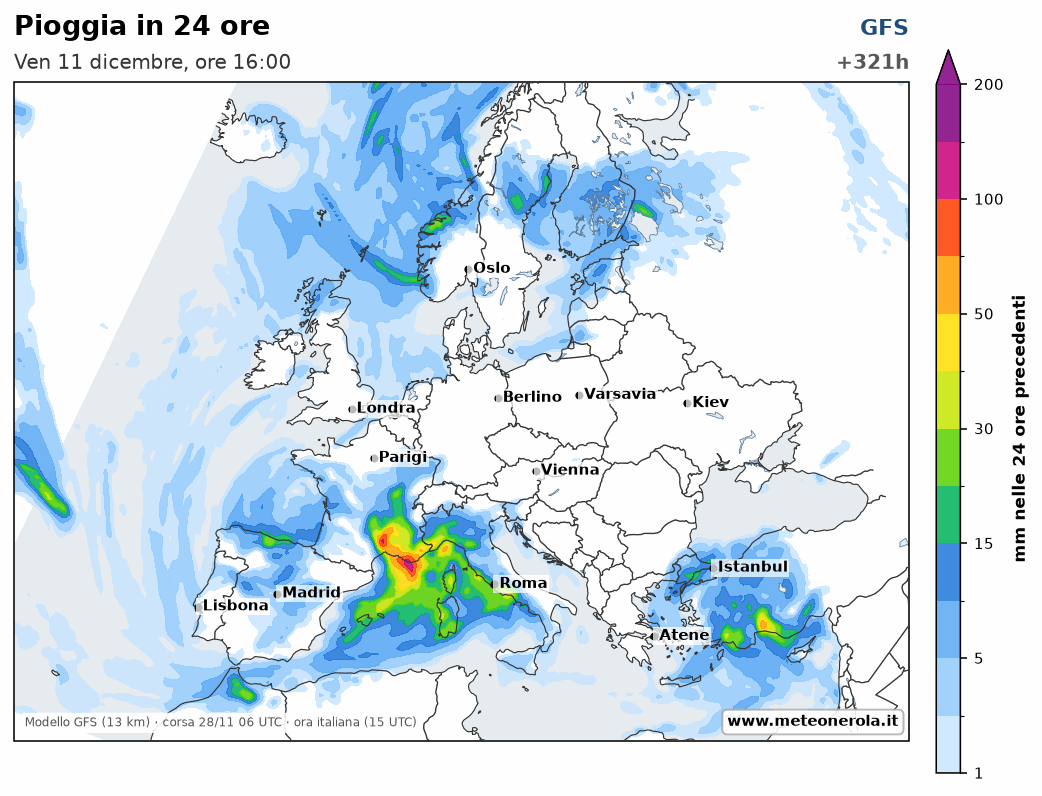 Pioggia in 24 ore
GFS
Ven 11 dicembre, ore 16:00
+321h
200
100
50
30
15
5
1
mm nelle 24 ore precedenti
Oslo
Berlino
Varsavia
Kiev
Londra
Parigi
Vienna
Istanbul
Madrid
Roma
Lisbona
Atene
Modello GFS (13 km) · corsa 28/11 06 UTC · ora italiana (15 UTC)
www.meteonerola.it